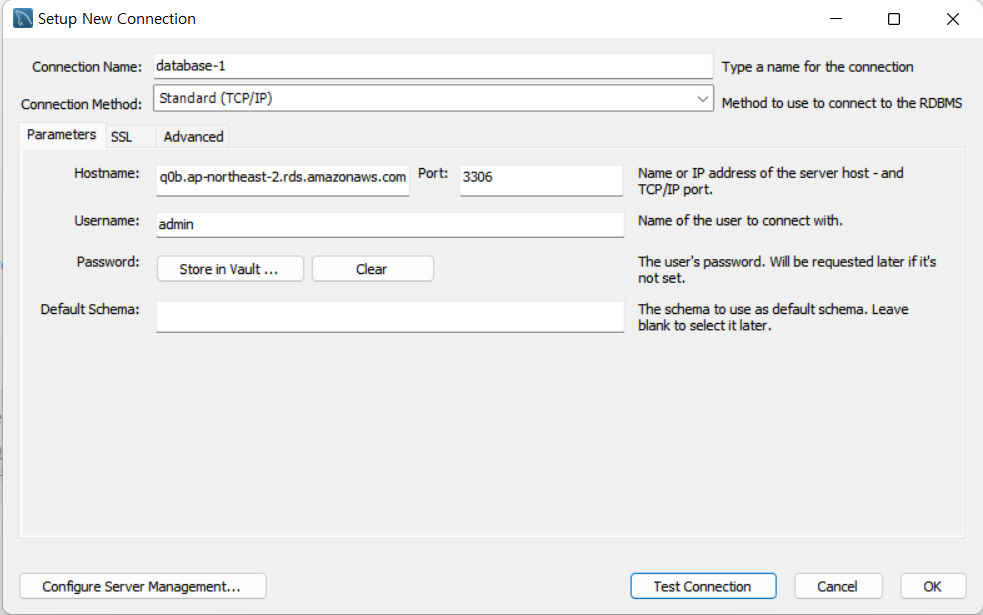 Setup New Connection
Connection Name: database-1 Type a name for the connection
Connection Method: Standard (TCP/IP) Method to use to connect to the RDBMS
Parameters SSL Advanced
Hostname: q0b.ap-northeast-2.rds.amazonaws.com Port: 3306 Name or IP address of the server host - and
TCP/IP port.
Username: admin Name of the user to connect with.
Password: Store in Vault ... Clear The user's password. Will be requested later if it's
not set.
Default Schema: The schema to use as default schema. Leave
blank to select it later.
Configure Server Management... Test Connection Cancel OK